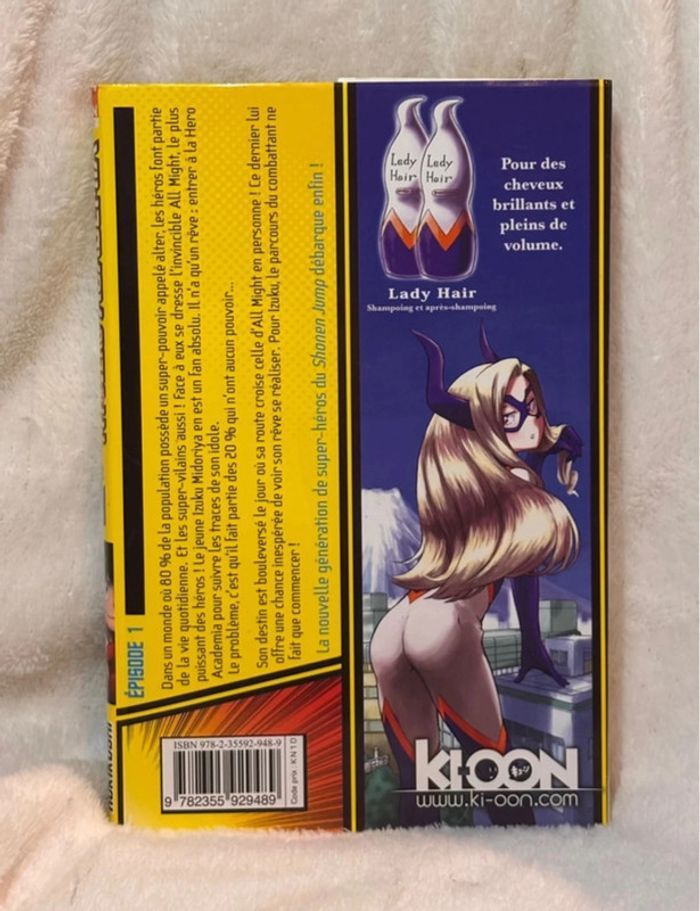 ÉPISODE 1
Dans un monde où 80 % de la population possède un super-pouvoir appelé alter, les héros font partie
de la vie quotidienne. Et les super-vilains aussi ! Face à eux se dresse l'invincible All Might, le plus
puissant des héros ! Le jeune Izuku Midoriya en est un fan absolu. Il n'a qu'un rêve : entrer à la Hero
Academia pour suivre les traces de son idole.
Le problème, c'est qu'il fait partie des 20 % qui n'ont aucun pouvoir...
Son destin est bouleversé le jour où sa route croise celle d'All Might en personne ! Ce dernier lui
offre une chance inespérée de voir son rêve se réaliser. Pour Izuku, le parcours du combattant ne
fait que commencer !
La nouvelle génération de super-héros du Shonen Jump débarque enfin !
ISBN 978-2-35592-948-9
9 782355 929489
Code prix : KN1D
Lady
Hair
Lady
Hair
Pour des
cheveux
brillants et
pleins de
volume.
Lady Hair
Shampoing et après-shampoing
KI-OON
www.ki-oon.com